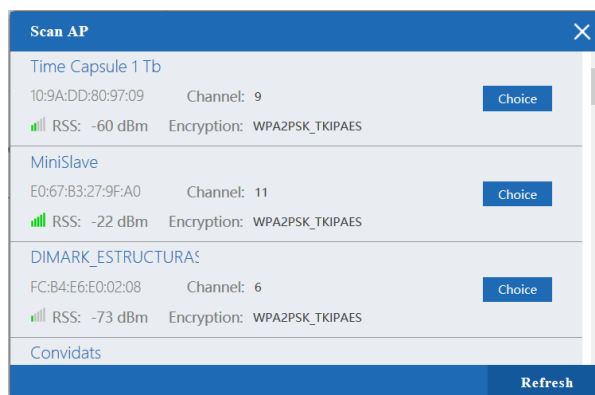 Scan AP
Time Capsule 1 Tb
10:9A:DD:80:97:09 Channel: 9
Choice
RSS: -60 dBm Encryption: WPA2PSK_TKIPAES
MiniSlave
E0:67:B3:27:9F:A0 Channel: 11
Choice
RSS: -22 dBm Encryption: WPA2PSK_TKIPAES
DIMARK_ESTRUCTURAS
FC:B4:E6:E0:02:08 Channel: 6
Choice
RSS: -73 dBm Encryption: WPA2PSK_TKIPAES
Convidats
Refresh